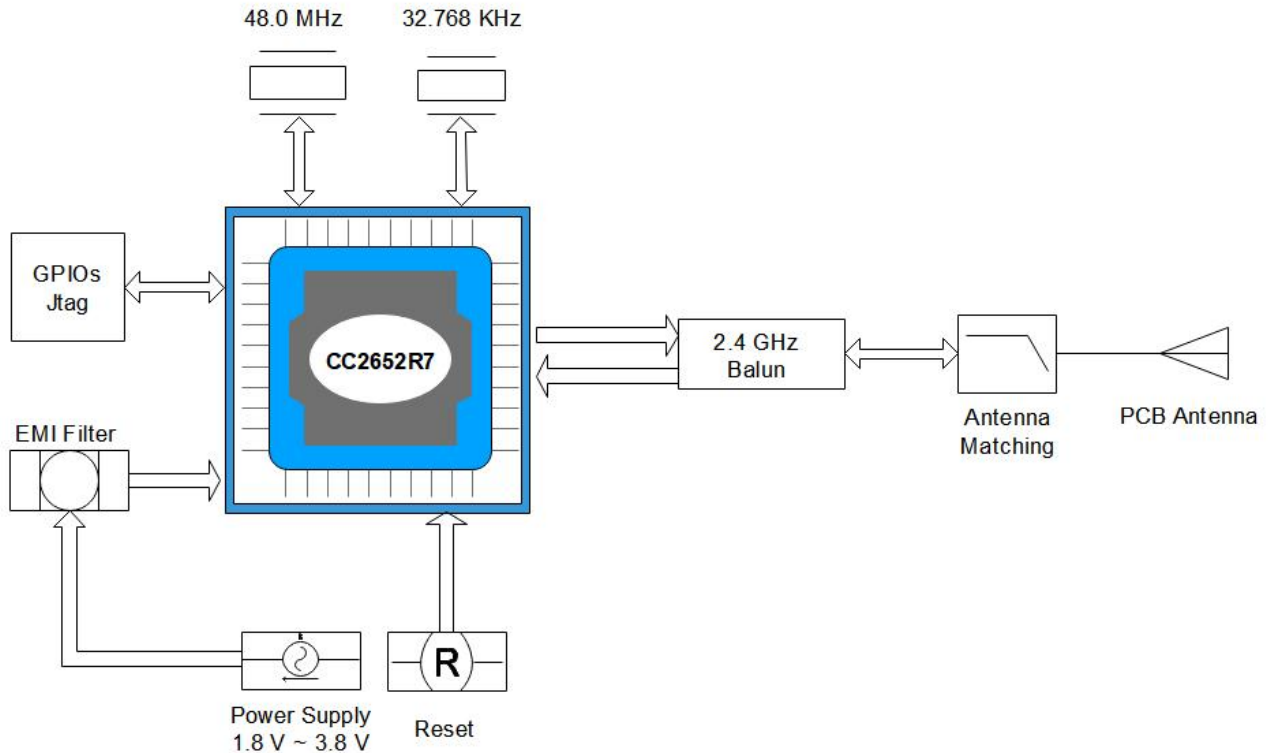 48.0 MHz
32.768 KHz
GPIOs
Jtag
CC2652R7
2.4 GHz
Balun
Antenna
Matching
PCB Antenna
EMI Filter
R
Power Supply
1.8 V ~ 3.8 V
Reset